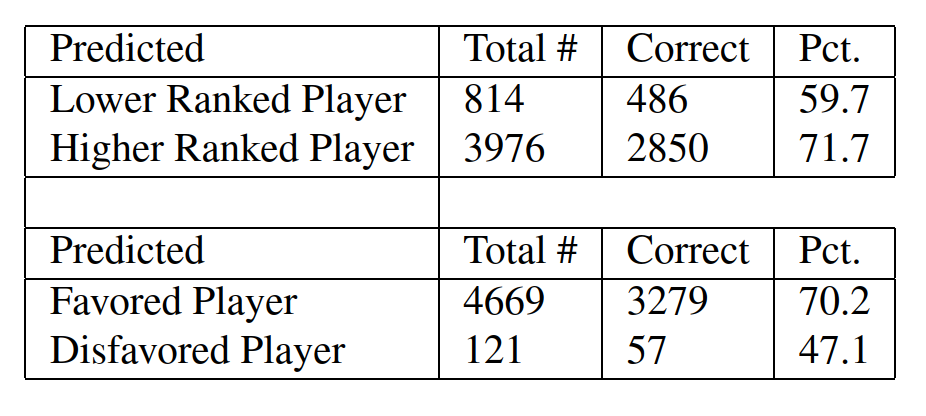 Predicted Total # Correct Pct.
Lower Ranked Player 814 486 59.7
Higher Ranked Player 3976 2850 71.7
Predicted Total # Correct Pct.
Favored Player 4669 3279 70.2
Disfavored Player 121 57 47.1